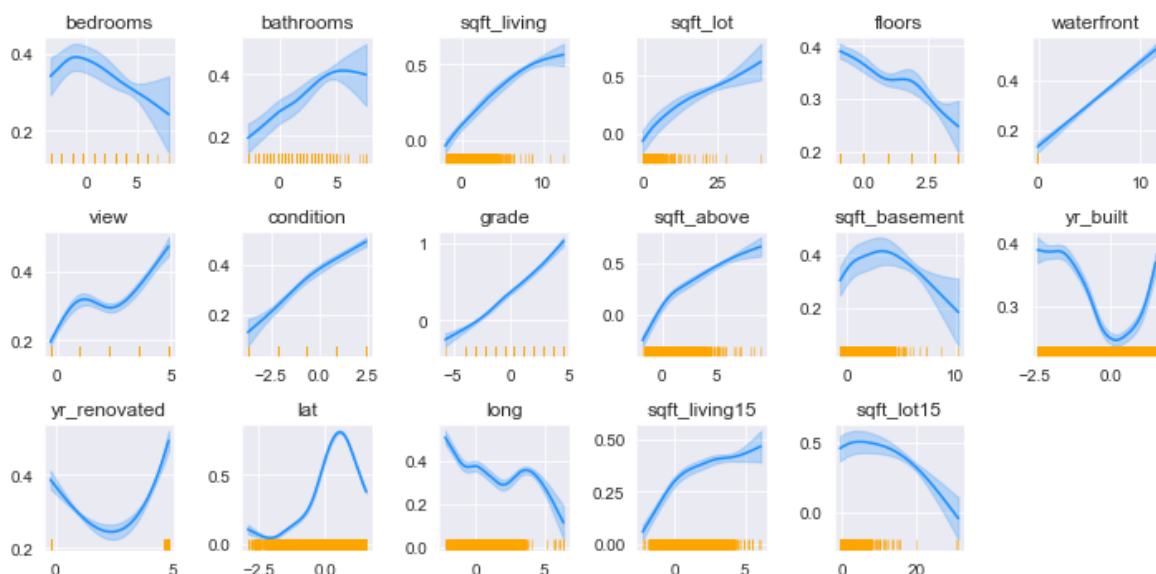 bedrooms bathrooms sqft_living sqft_lot floors waterfront
0.4 0.2 0 5
0.4 0.2 0 5
0.5 0.0 0 10
0.5 0.0 0 25
0.4 0.3 0.2 0.0 2.5
0.4 0.2 0 10
view condition grade sqft_above sqft_basement yr_built
0.4 0.2 0 5
0.4 0.2 −2.5 0.0 2.5
1 0 −5 0 5
0.5 0.0 0 5
0.4 0.2 0 10
0.4 0.3 −2.5 0.0
yr_renovated lat long sqft_living15 sqft_lot15
0.4 0.2 0 5
0.5 0.0 −2.5 0.0
0.4 0.2 0.0 0 5
0.50 0.25 0.00 0 5
0.5 0.0 0 20